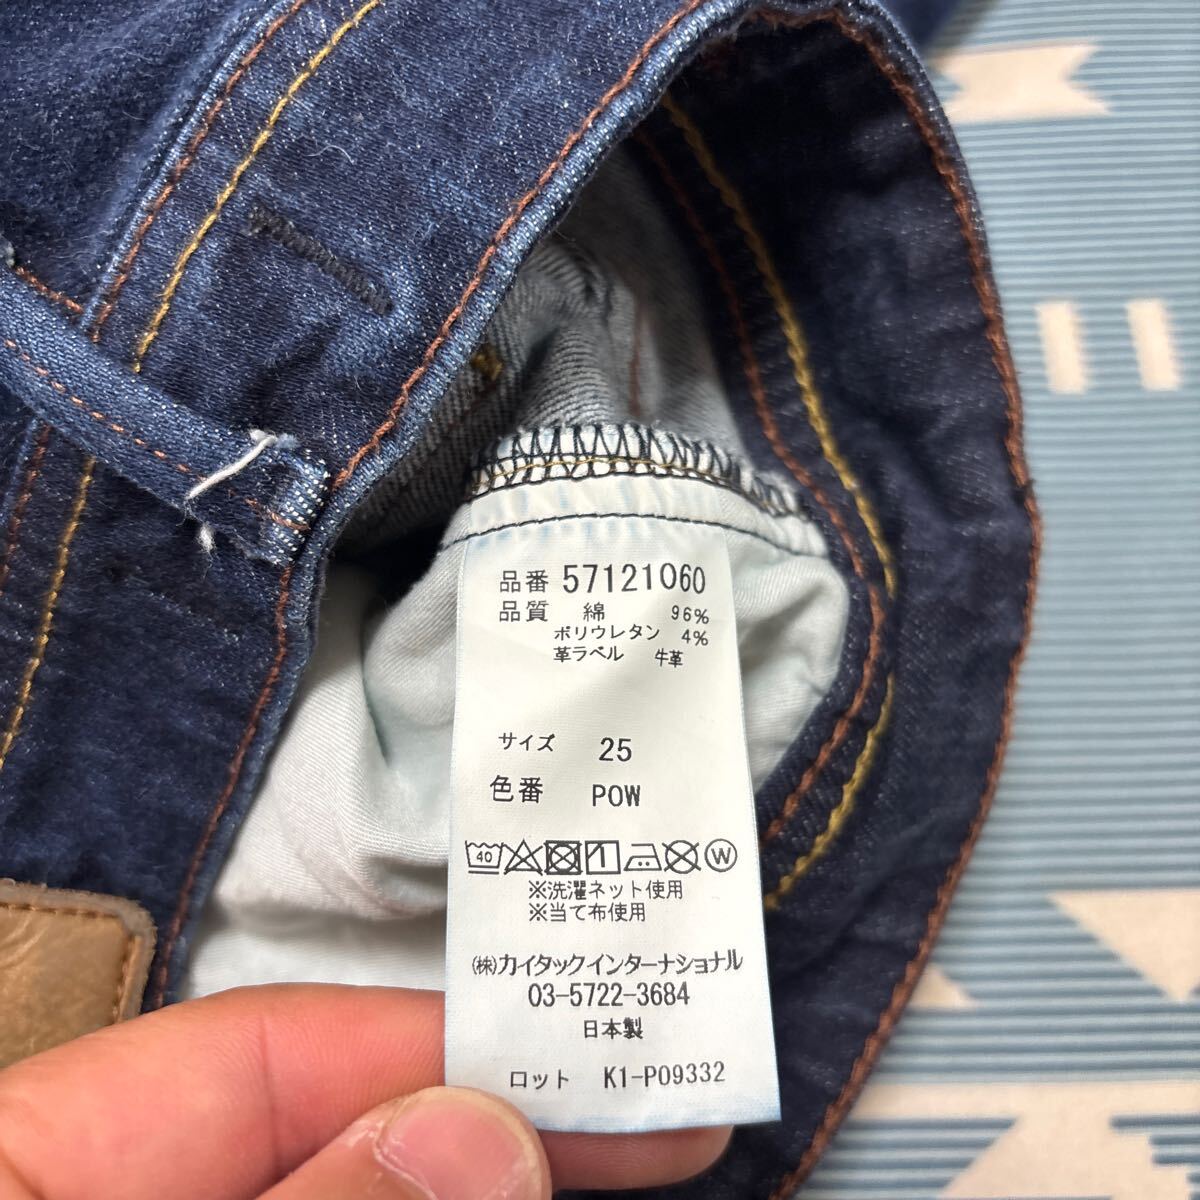 品番 57121060
品質 綿 96%
ポリウレタン 4%
革ラベル 牛革
サイズ 25
色番 POW
40 W
※洗濯ネット使用
※当て布使用
㈱カイタックインターナショナル
03-5722-3684
日本製
ロット K1-P09332